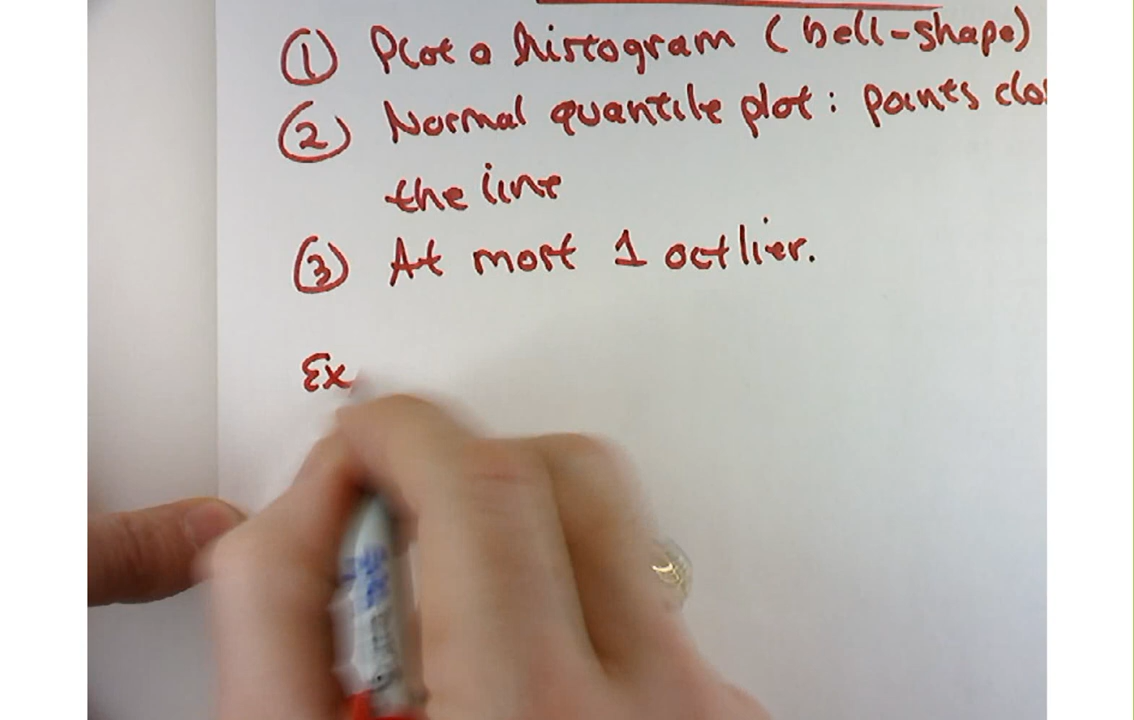 ① Plot a histogram (bell-shape)
② Normal quantile plot: points
the line
③ At most 1 outlier.
Ex